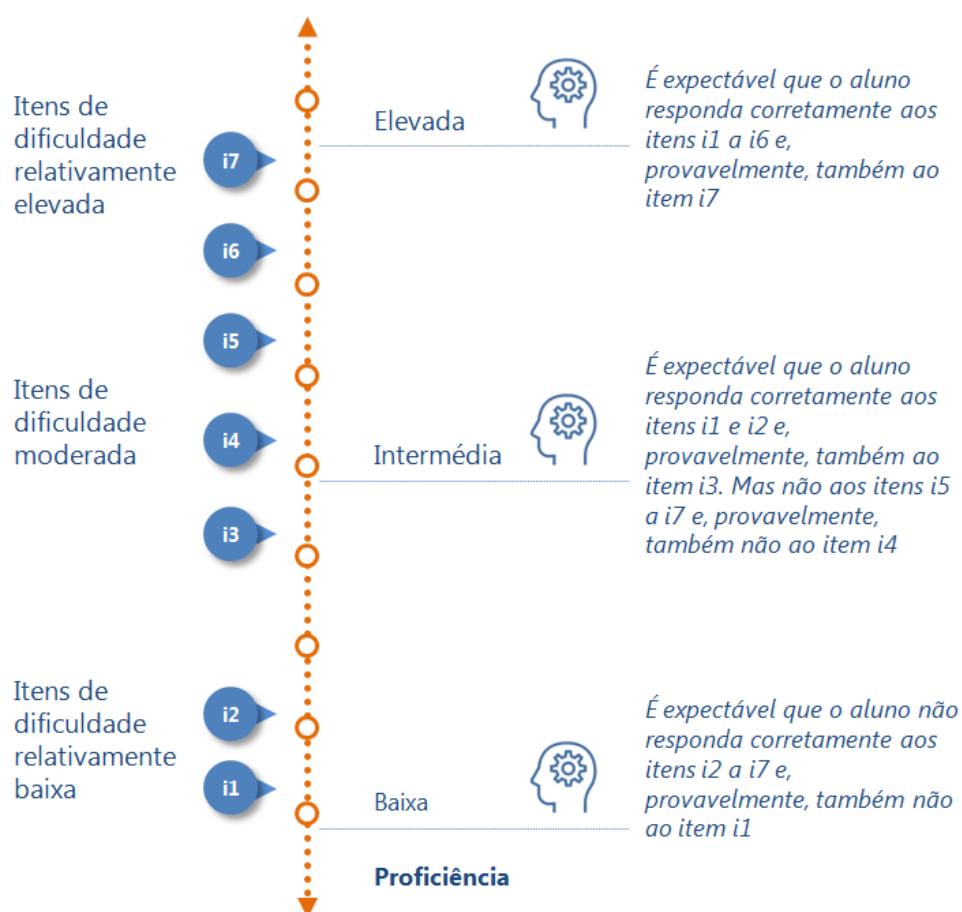 Itens de
dificuldade
relativamente
elevada
i7
i6
Elevada
É expectável que o aluno
responda corretamente aos
itens i1 a i6 e,
provavelmente, também ao
item i7
i5
Itens de
dificuldade
moderada
i4
i3
Intermédia
É expectável que o aluno
responda corretamente aos
itens i1 e i2 e,
provavelmente, também ao
item i3. Mas não aos itens i5
a i7 e, provavelmente,
também não ao item i4
Itens de
dificuldade
relativamente
baixa
i2
i1
Baixa
É expectável que o aluno não
responda corretamente aos
itens i2 a i7 e,
provavelmente, também não
ao item i1
Proficiência